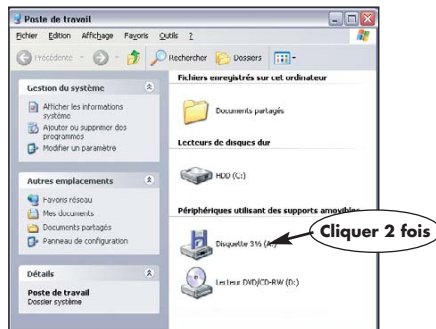 Poste de travail
Fichier Edition Affichage Favoris Outils ?
Précédente Rechercher Dossiers
Gestion du système
Afficher les informations
système
Ajouter ou supprimer des
programmes
Modifier un paramètre
Autres emplacements
Favoris réseau
Mes documents
Documents partagés
Panneau de configuration
Détails
Poste de travail
Dossier système
Fichiers enregistrés sur cet ordinateur
Documents partagés
Lecteurs de disques dur
HDD (C:)
Périphériques utilisant des supports amovibles
Disquette 3½ (A:)
Cliquer 2 fois
Lecteur DVD/CD-RW (D:)